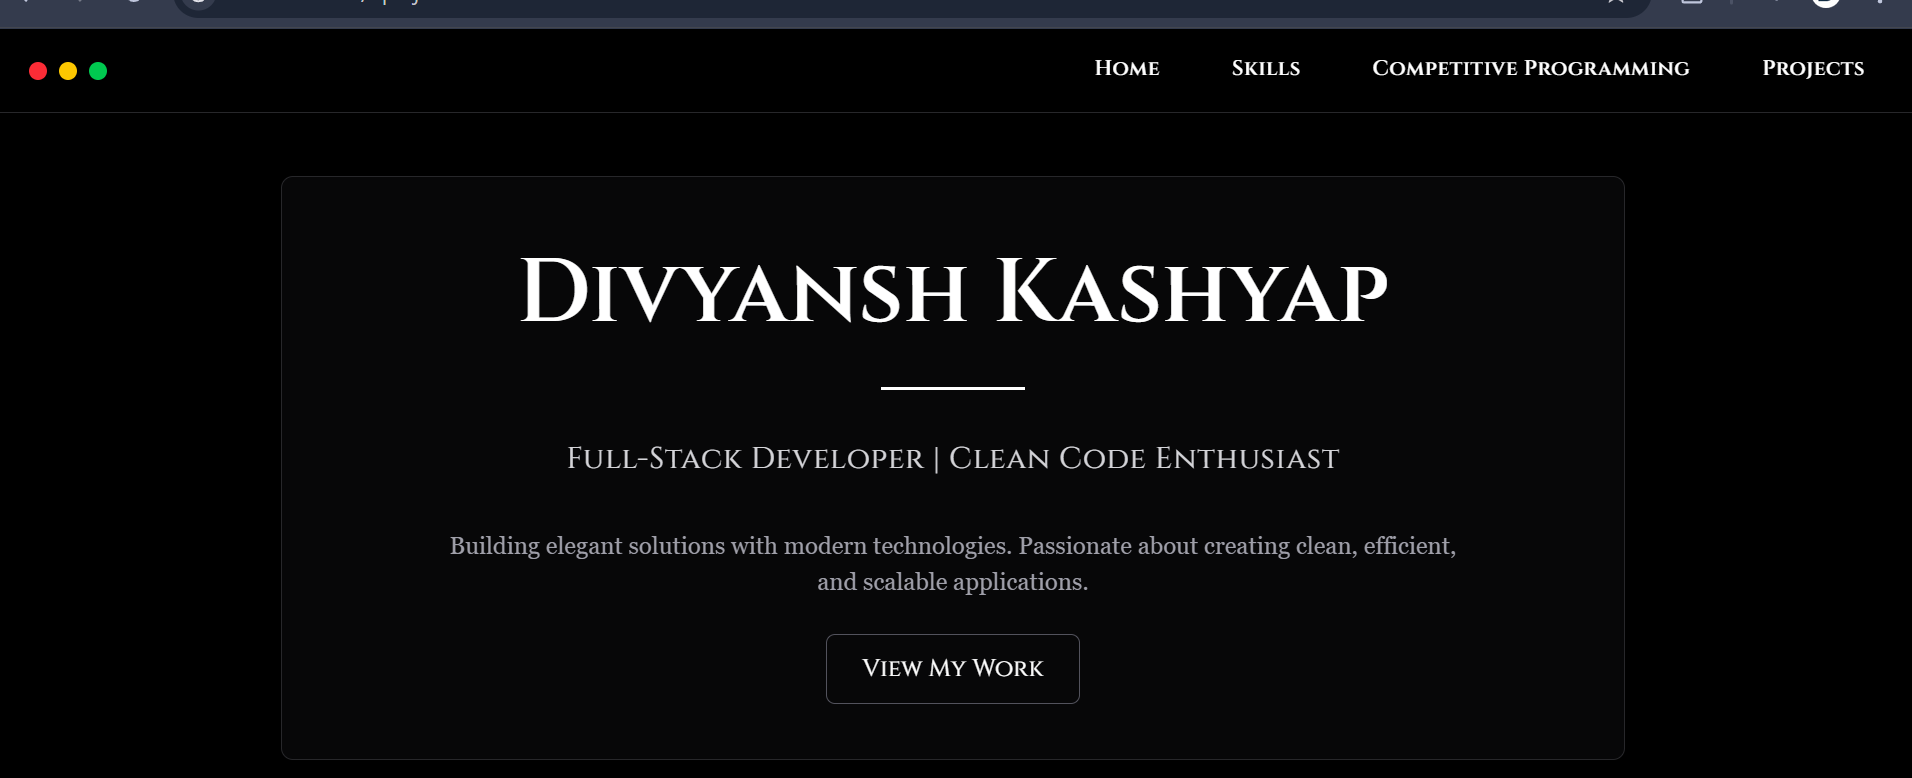 Home Skills Competitive Programming Projects
Divyansh Kashyap
Full-Stack Developer | Clean Code Enthusiast
Building elegant solutions with modern technologies. Passionate about creating clean, efficient,
and scalable applications.
View My Work